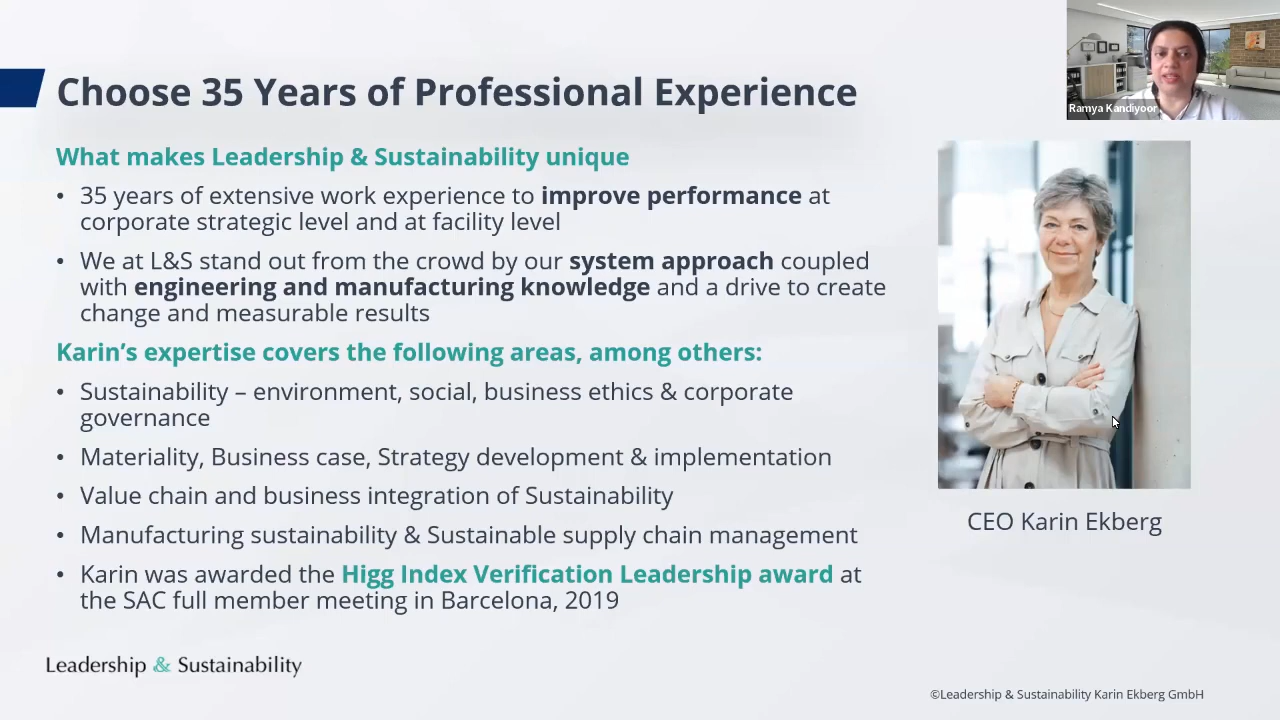 Choose 35 Years of Professional Experience
Ramya Kandiyoor
What makes Leadership & Sustainability unique
• 35 years of extensive work experience to improve performance at
corporate strategic level and at facility level
• We at L&S stand out from the crowd by our system approach coupled
with engineering and manufacturing knowledge and a drive to create
change and measurable results
Karin’s expertise covers the following areas, among others:
• Sustainability – environment, social, business ethics & corporate
governance
• Materiality, Business case, Strategy development & implementation
• Value chain and business integration of Sustainability
• Manufacturing sustainability & Sustainable supply chain management
• Karin was awarded the Higg Index Verification Leadership award at
the SAC full member meeting in Barcelona, 2019
CEO Karin Ekberg
Leadership & Sustainability
©Leadership & Sustainability Karin Ekberg GmbH